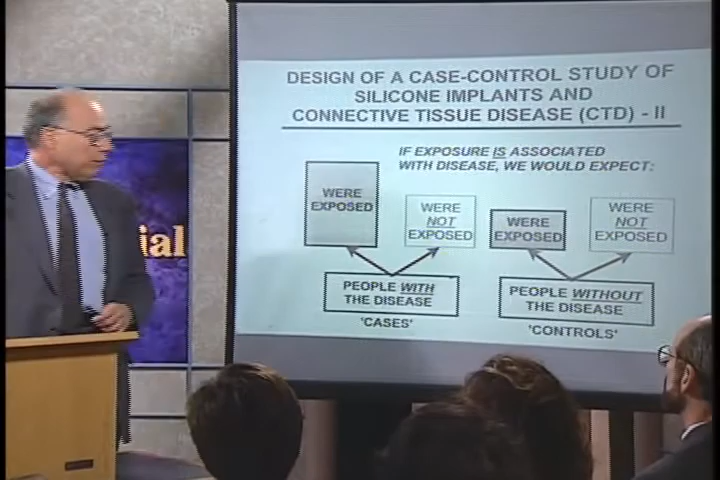 DESIGN OF A CASE-CONTROL STUDY OF
SILICONE IMPLANTS AND
CONNECTIVE TISSUE DISEASE (CTD) - II
IF EXPOSURE IS ASSOCIATED
WITH DISEASE, WE WOULD EXPECT:
WERE
EXPOSED
WERE
NOT
EXPOSED
WERE
EXPOSED
WERE
NOT
EXPOSED
PEOPLE WITH
THE DISEASE
PEOPLE WITHOUT
THE DISEASE
'CASES'
'CONTROLS'
ial